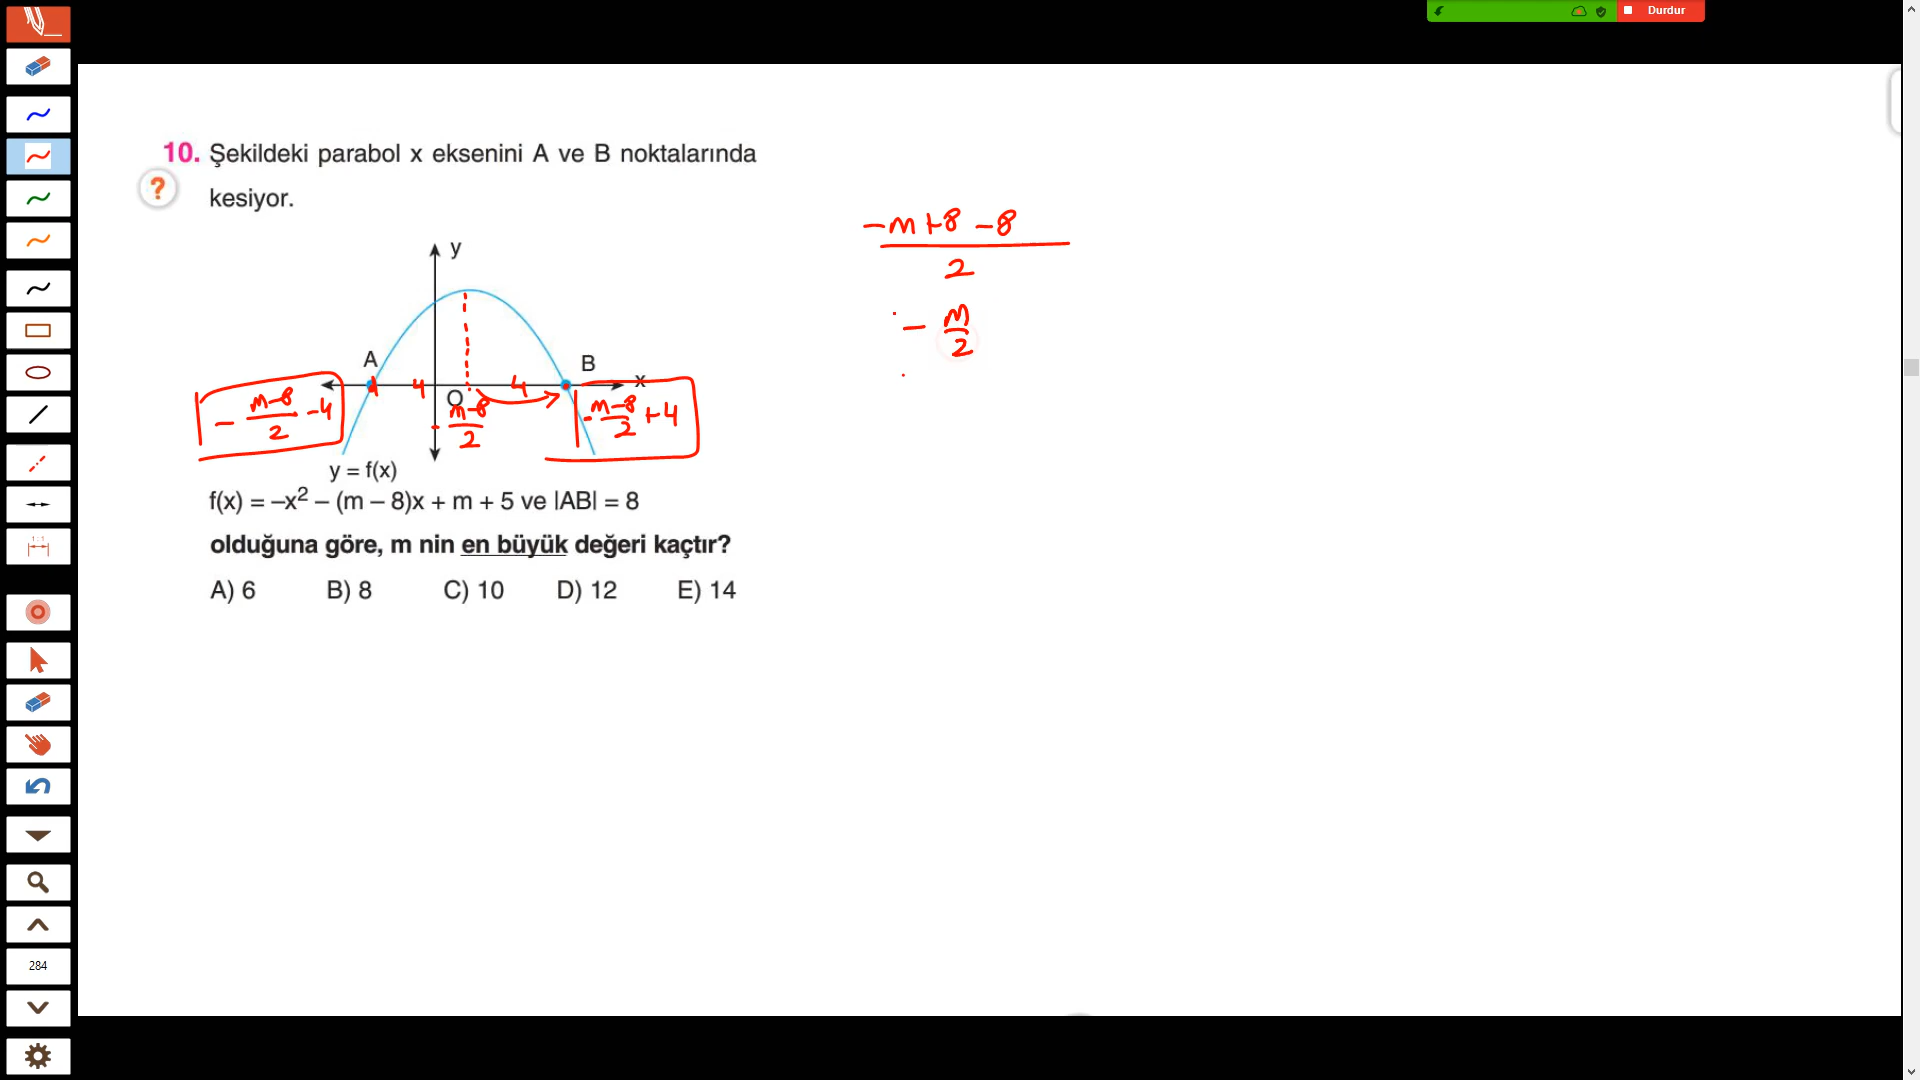 Durdur
10. Şekildeki parabol x eksenini A ve B noktalarında
?
kesiyor.
-m+8-8
2
y
- m
2
A
B
4
4
x
O
- m-8
2
-4
- m-8
2
- m-8
2
+4
y = f(x)
f(x) = –x² – (m – 8)x + m + 5 ve |AB| = 8
olduğuna göre, m nin en büyük değeri kaçtır?
A) 6 B) 8 C) 10 D) 12 E) 14
1:1
284